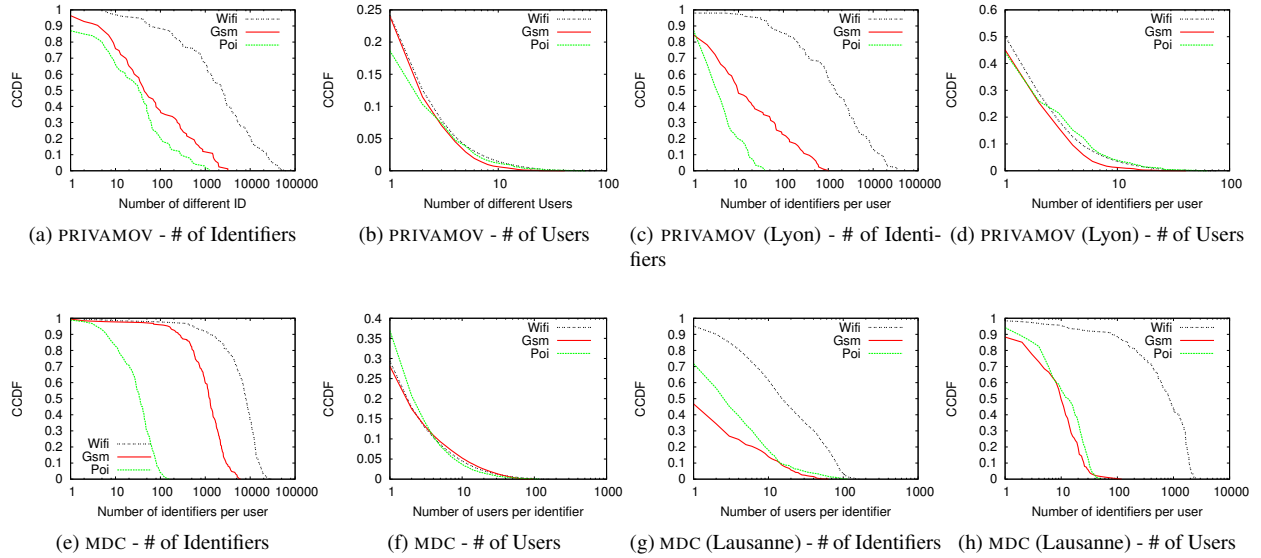 1
0.9
0.8
0.7
0.6
0.5
0.4
0.3
0.2
0.1
0
CCDF
Wifi
Gsm
Poi
1 10 100 1000 10000 100000
Number of different ID
(a) PRIVAMOV - # of Identifiers
0.25
0.2
0.15
0.1
0.05
0
CCDF
Wifi
Gsm
Poi
1 10 100
Number of different Users
(b) PRIVAMOV - # of Users
1
0.9
0.8
0.7
0.6
0.5
0.4
0.3
0.2
0.1
0
CCDF
Wifi
Gsm
Poi
1 10 100 1000 10000 100000
Number of identifiers per user
(c) PRIVAMOV (Lyon) - # of Identi-
fiers
0.6
0.5
0.4
0.3
0.2
0.1
0
CCDF
Wifi
Gsm
Poi
1 10 100
Number of identifiers per user
(d) PRIVAMOV (Lyon) - # of Users
1
0.9
0.8
0.7
0.6
0.5
0.4
0.3
0.2
0.1
0
CCDF
Wifi
Gsm
Poi
1 10 100 1000 10000 100000
Number of identifiers per user
(e) MDC - # of Identifiers
0.4
0.35
0.3
0.25
0.2
0.15
0.1
0.05
0
CCDF
Wifi
Gsm
Poi
1 10 100 1000
Number of users per identifier
(f) MDC - # of Users
1
0.9
0.8
0.7
0.6
0.5
0.4
0.3
0.2
0.1
0
CCDF
Wifi
Gsm
Poi
1 10 100 1000
Number of users per identifier
(g) MDC (Lausanne) - # of Identifiers
1
0.9
0.8
0.7
0.6
0.5
0.4
0.3
0.2
0.1
0
CCDF
Wifi
Gsm
Poi
1 10 100 1000 10000
Number of identifiers per user
(h) MDC (Lausanne) - # of Users